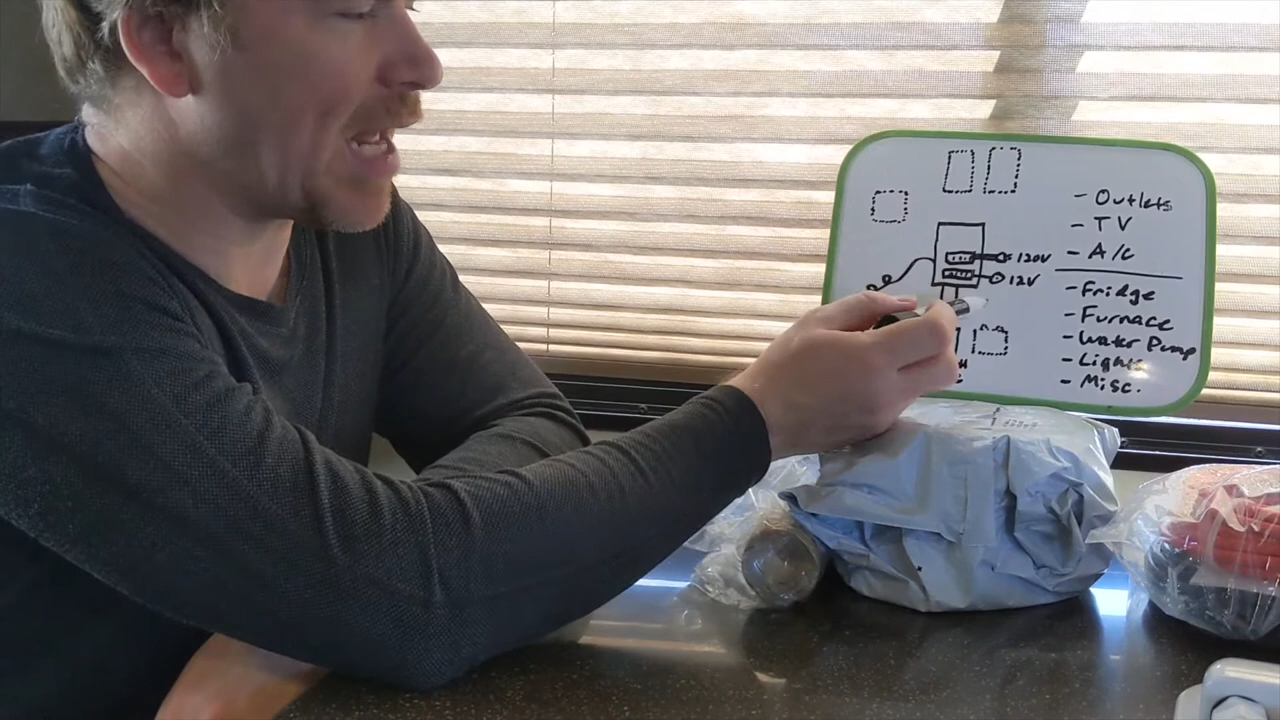 - Outlets
- TV
- A/c
120V
12V
- Fridge
- Furnace
- Water Pump
- Lights
- Misc.